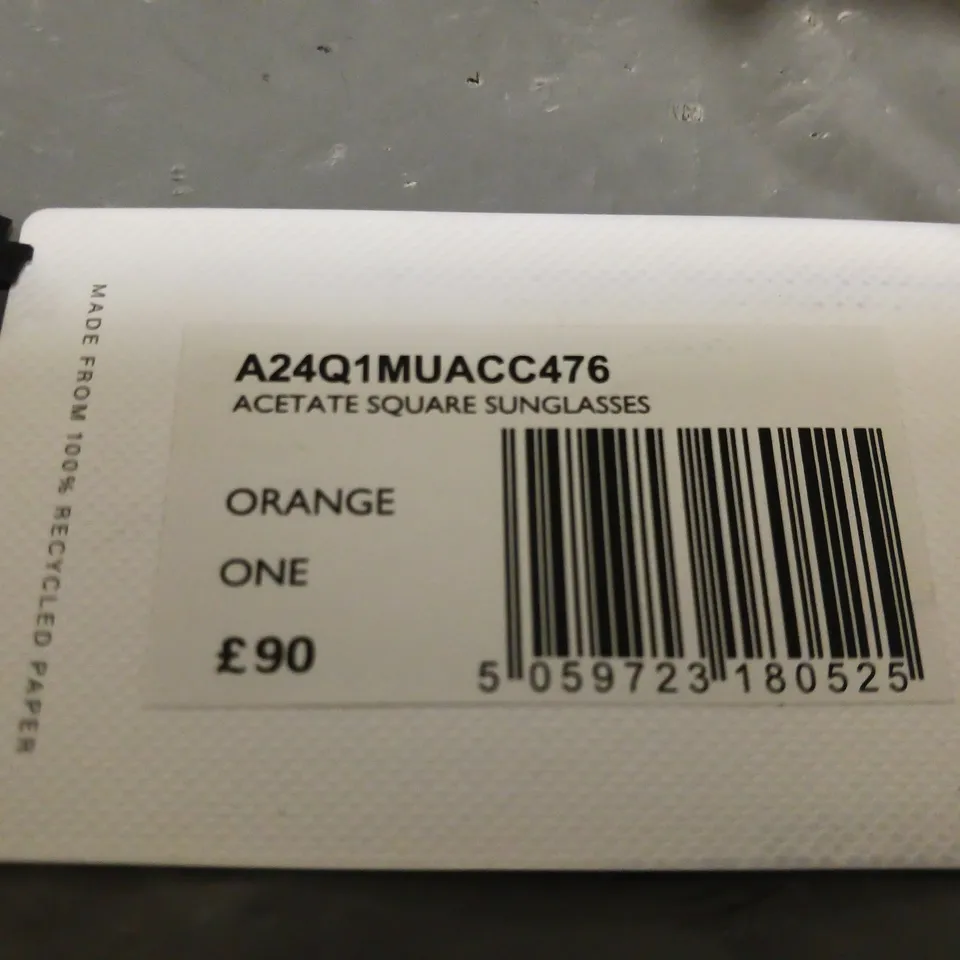 MADE FROM 100% RECYCLED PAPER
A24Q1MUACC476
ACETATE SQUARE SUNGLASSES
ORANGE
ONE
£90
5 059723 180525